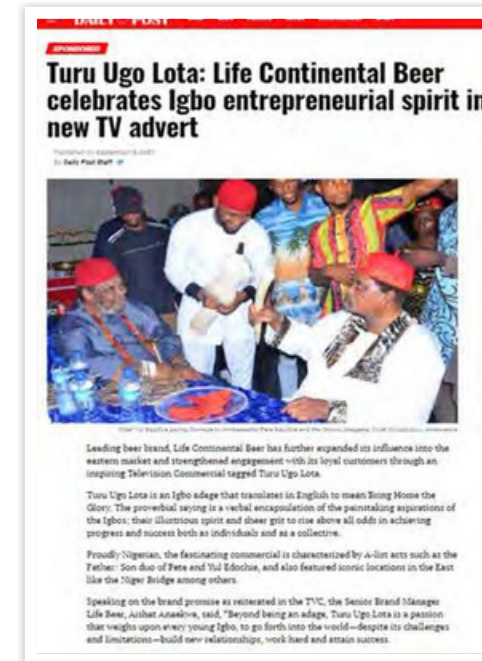 DAILY POST
SPONSORED
Turu Ugo Lota: Life Continental Beer
celebrates Igbo entrepreneurial spirit in
new TV advert
Published on September
By Daily Post Staff
Leading beer brand, Life Continental Beer has further expanded its influence into the
eastern market and strengthened engagement with its loyal customers through an
inspiring Television Commercial tagged Turu Ugo Lota.
Turu Ugo Lota is an Igbo adage that translates in English to mean Bring Home the
Glory. The proverbial saying is a verbal encapsulation of the painstaking aspirations of
the Igbos; their illustrious spirit and sheer grit to rise above all odds in achieving
progress and success both as individuals and as a collective.
Proudly Nigerian, the fascinating commercial is characterized by A-list acts such as the
Father/ Son duo of Pete and Yul Edochie, and also featured iconic locations in the East
like the Niger Bridge among others.
Speaking on the brand promise as reiterated in the TVC, the Senior Brand Manager
Life Beer, Aishat Anaekwe, said, "Beyond being an adage, Turu Ugo Lota is a passion
that weighs upon every young Igbo, to go forth into the world—despite its challenges
and limitations—build new relationships, work hard and attain success.